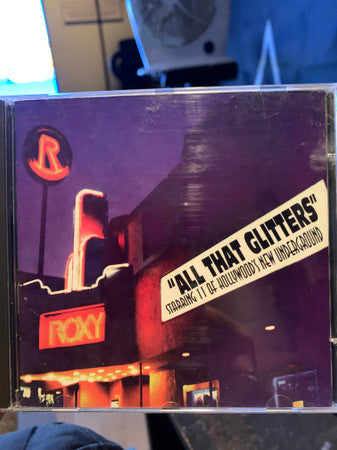 R
"ALL THAT GLITTERS"
STARRING 11 OF HOLLYWOOD'S NEW UNDERGROUND
ROXY